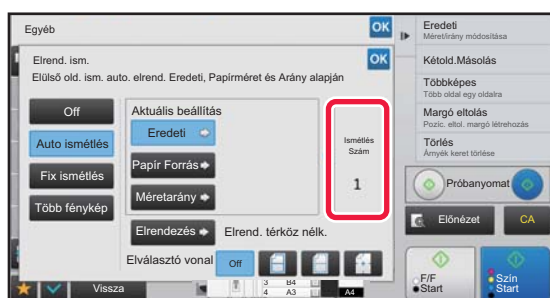 Egyéb
OK
Elrend. ism.
OK
Elülső old. ism. auto. elrend. Eredeti, Papírméret és Arány alapján
Off
Auto ismétlés
Fix ismétlés
Több fénykép
Aktuális beállítás
Eredeti
Papír Forrás
Méretarány
Elrendezés
Elrend. térköz nélk.
Elválasztó vonal
Off
Ismétlés
Szám
1
Vissza
3 B4
4 A3
A4
Eredeti
Méret/irány módosítása
Kétold.Másolás
Többképes
Több oldal egy oldalra
Margó eltolás
Pozic. eltol. margó létrehozás
Törlés
Árnyék keret törlése
Próbanyomat
Előnézet
CA
F/F
Start
Szín
Start